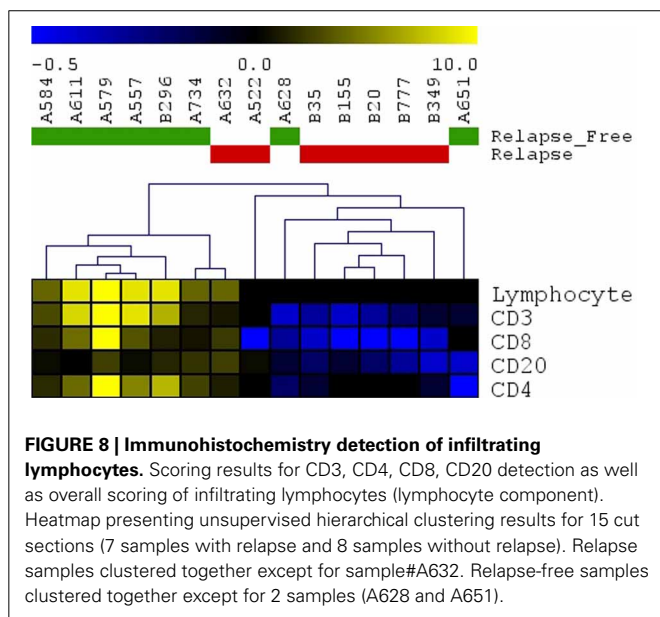 -0.5 0.0 10.0
A584 A611 A579 A557 B296 A734 A632 A522 A628 B35 B155 B20 B777 B349 A651
Relapse_Free
Relapse
Lymphocyte
CD3
CD8
CD20
CD4
FIGURE 8 | Immunohistochemistry detection of infiltrating
lymphocytes. Scoring results for CD3, CD4, CD8, CD20 detection as well
as overall scoring of infiltrating lymphocytes (lymphocyte component).
Heatmap presenting unsupervised hierarchical clustering results for 15 cut
sections (7 samples with relapse and 8 samples without relapse). Relapse
samples clustered together except for sample#A632. Relapse-free samples
clustered together except for 2 samples (A628 and A651).